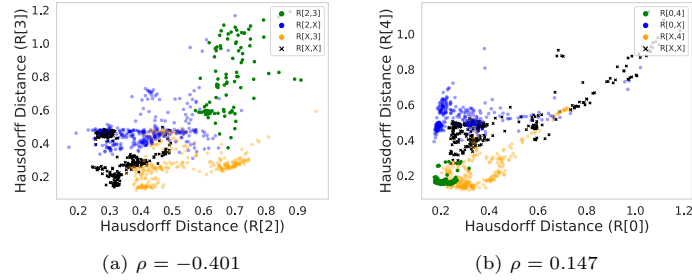 Hausdorff Distance (R[3])
1.2
1.0
0.8
0.6
0.4
0.2
R[2,3]
R[2,X]
R[X,3]
R[X,X]
0.2 0.3 0.4 0.5 0.6 0.7 0.8 0.9
Hausdorff Distance (R[2])
(a) ρ = −0.401
Hausdorff Distance (R[4])
1.0
0.8
0.6
0.4
0.2
R[0,4]
R[0,X]
R[X,4]
R[X,X]
0.2 0.4 0.6 0.8 1.0 1.2
Hausdorff Distance (R[0])
(b) ρ = 0.147